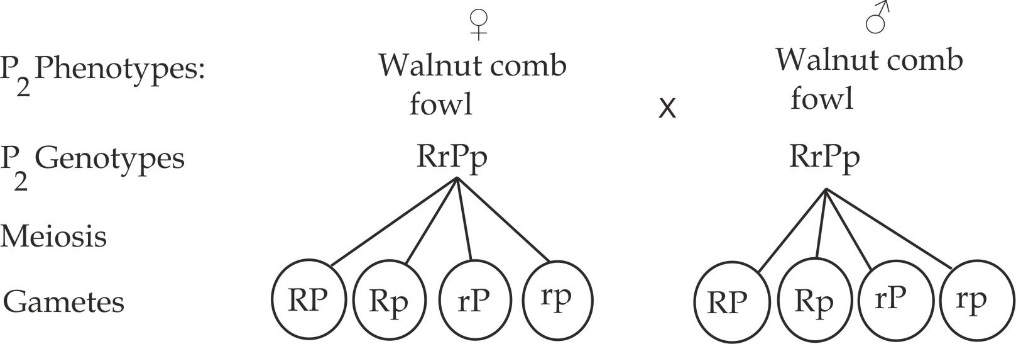 ♀ ♂
P2 Phenotypes: Walnut comb fowl X Walnut comb fowl
P2 Genotypes RrPp RrPp
Meiosis
Gametes RP Rp rP rp RP Rp rP rp